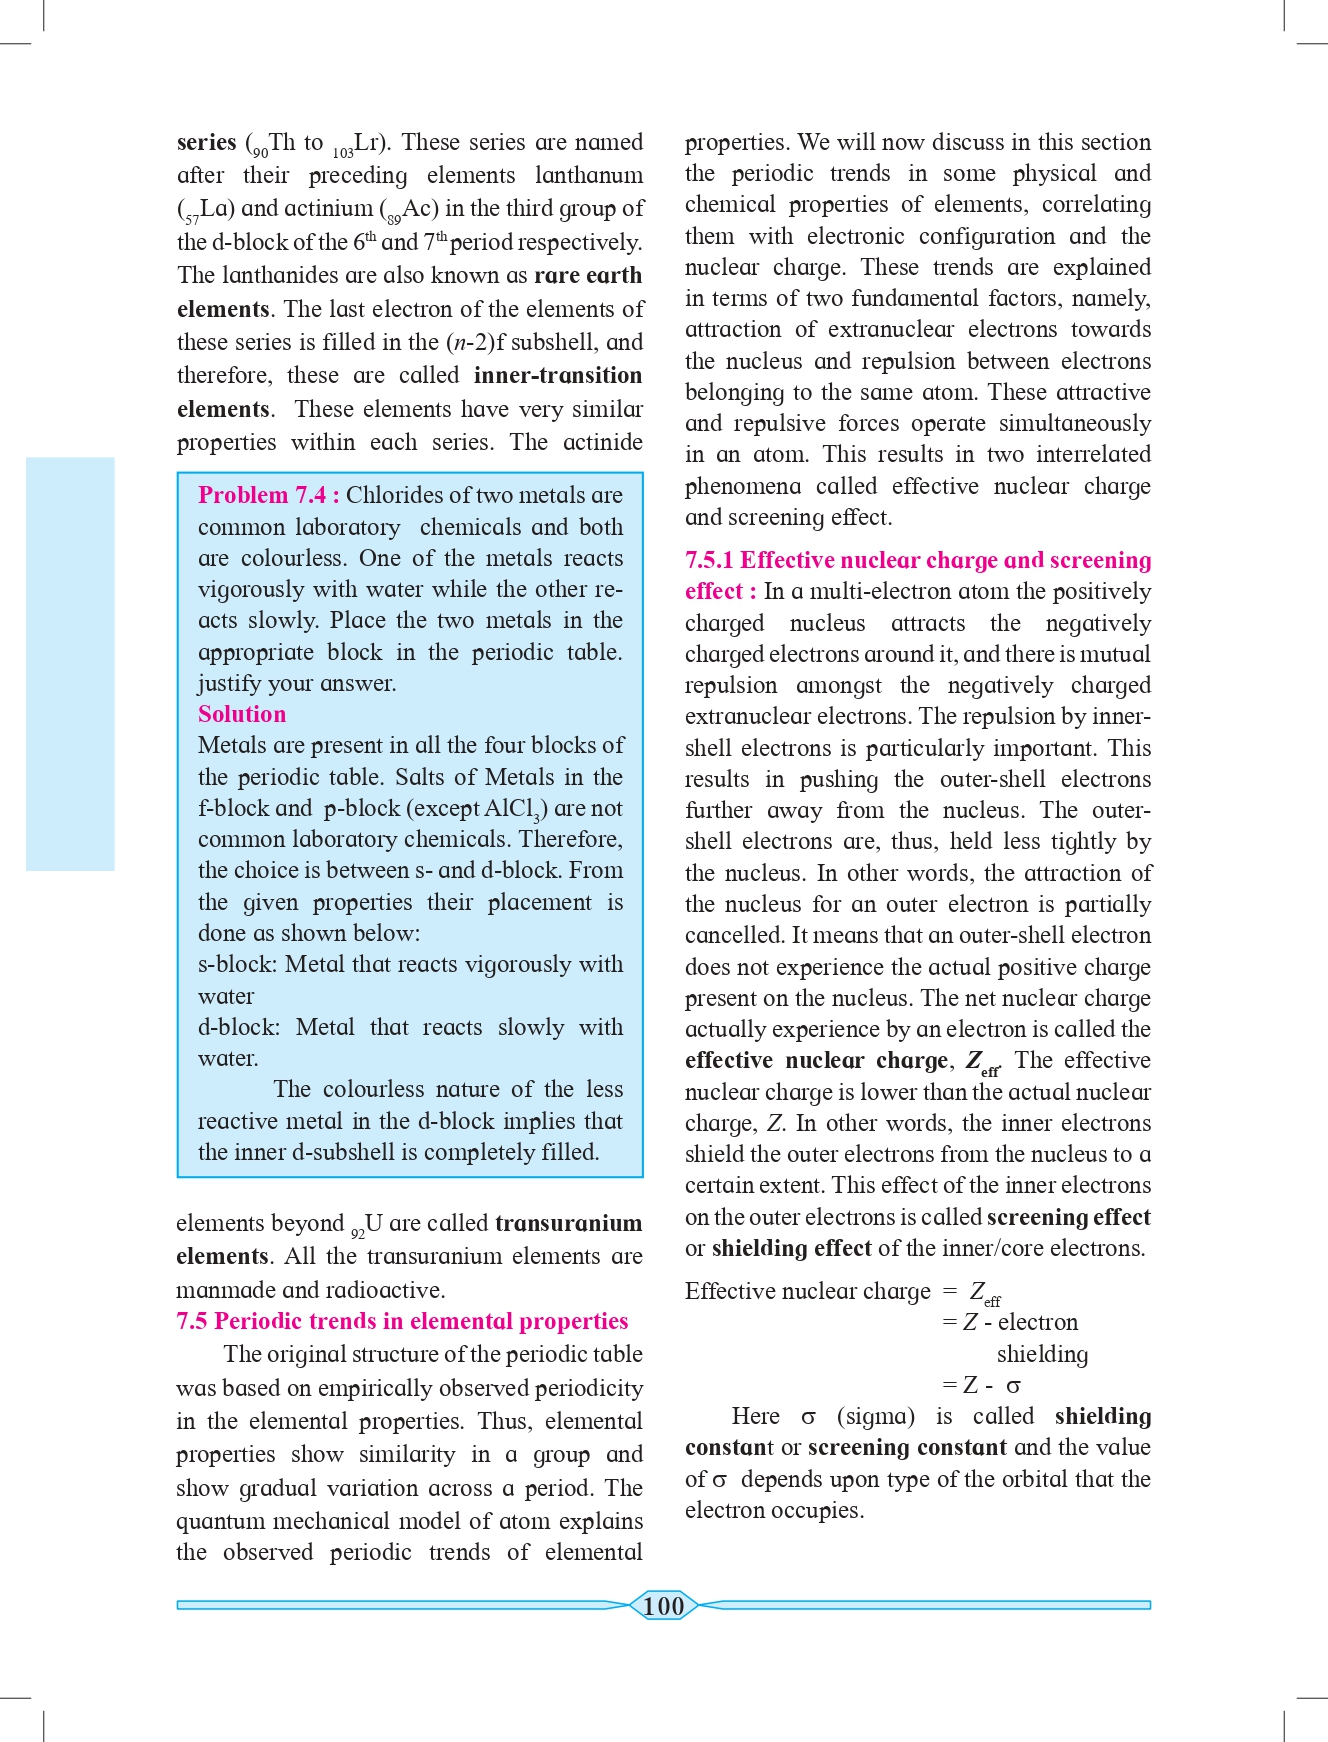 series (₉₀Th to ₁₀₃Lr). These series are named
after their preceding elements lanthanum
(₅₇La) and actinium (₈₉Ac) in the third group of
the d-block of the 6ᵗʰ and 7ᵗʰ period respectively.
The lanthanides are also known as rare earth
elements. The last electron of the elements of
these series is filled in the (n-2)f subshell, and
therefore, these are called inner-transition
elements. These elements have very similar
properties within each series. The actinide
Problem 7.4 : Chlorides of two metals are
common laboratory chemicals and both
are colourless. One of the metals reacts
vigorously with water while the other re-
acts slowly. Place the two metals in the
appropriate block in the periodic table.
justify your answer.
Solution
Metals are present in all the four blocks of
the periodic table. Salts of Metals in the
f-block and p-block (except AlCl₃) are not
common laboratory chemicals. Therefore,
the choice is between s- and d-block. From
the given properties their placement is
done as shown below:
s-block: Metal that reacts vigorously with
water
d-block: Metal that reacts slowly with
water.
The colourless nature of the less
reactive metal in the d-block implies that
the inner d-subshell is completely filled.
elements beyond ₉₂U are called transuranium
elements. All the transuranium elements are
manmade and radioactive.
7.5 Periodic trends in elemental properties
The original structure of the periodic table
was based on empirically observed periodicity
in the elemental properties. Thus, elemental
properties show similarity in a group and
show gradual variation across a period. The
quantum mechanical model of atom explains
the observed periodic trends of elemental
properties. We will now discuss in this section
the periodic trends in some physical and
chemical properties of elements, correlating
them with electronic configuration and the
nuclear charge. These trends are explained
in terms of two fundamental factors, namely,
attraction of extranuclear electrons towards
the nucleus and repulsion between electrons
belonging to the same atom. These attractive
and repulsive forces operate simultaneously
in an atom. This results in two interrelated
phenomena called effective nuclear charge
and screening effect.
7.5.1 Effective nuclear charge and screening
effect : In a multi-electron atom the positively
charged nucleus attracts the negatively
charged electrons around it, and there is mutual
repulsion amongst the negatively charged
extranuclear electrons. The repulsion by inner-
shell electrons is particularly important. This
results in pushing the outer-shell electrons
further away from the nucleus. The outer-
shell electrons are, thus, held less tightly by
the nucleus. In other words, the attraction of
the nucleus for an outer electron is partially
cancelled. It means that an outer-shell electron
does not experience the actual positive charge
present on the nucleus. The net nuclear charge
actually experience by an electron is called the
effective nuclear charge, Zeff. The effective
nuclear charge is lower than the actual nuclear
charge, Z. In other words, the inner electrons
shield the outer electrons from the nucleus to a
certain extent. This effect of the inner electrons
on the outer electrons is called screening effect
or shielding effect of the inner/core electrons.
Effective nuclear charge = Zeff
= Z - electron
shielding
= Z - σ
Here σ (sigma) is called shielding
constant or screening constant and the value
of σ depends upon type of the orbital that the
electron occupies.
100